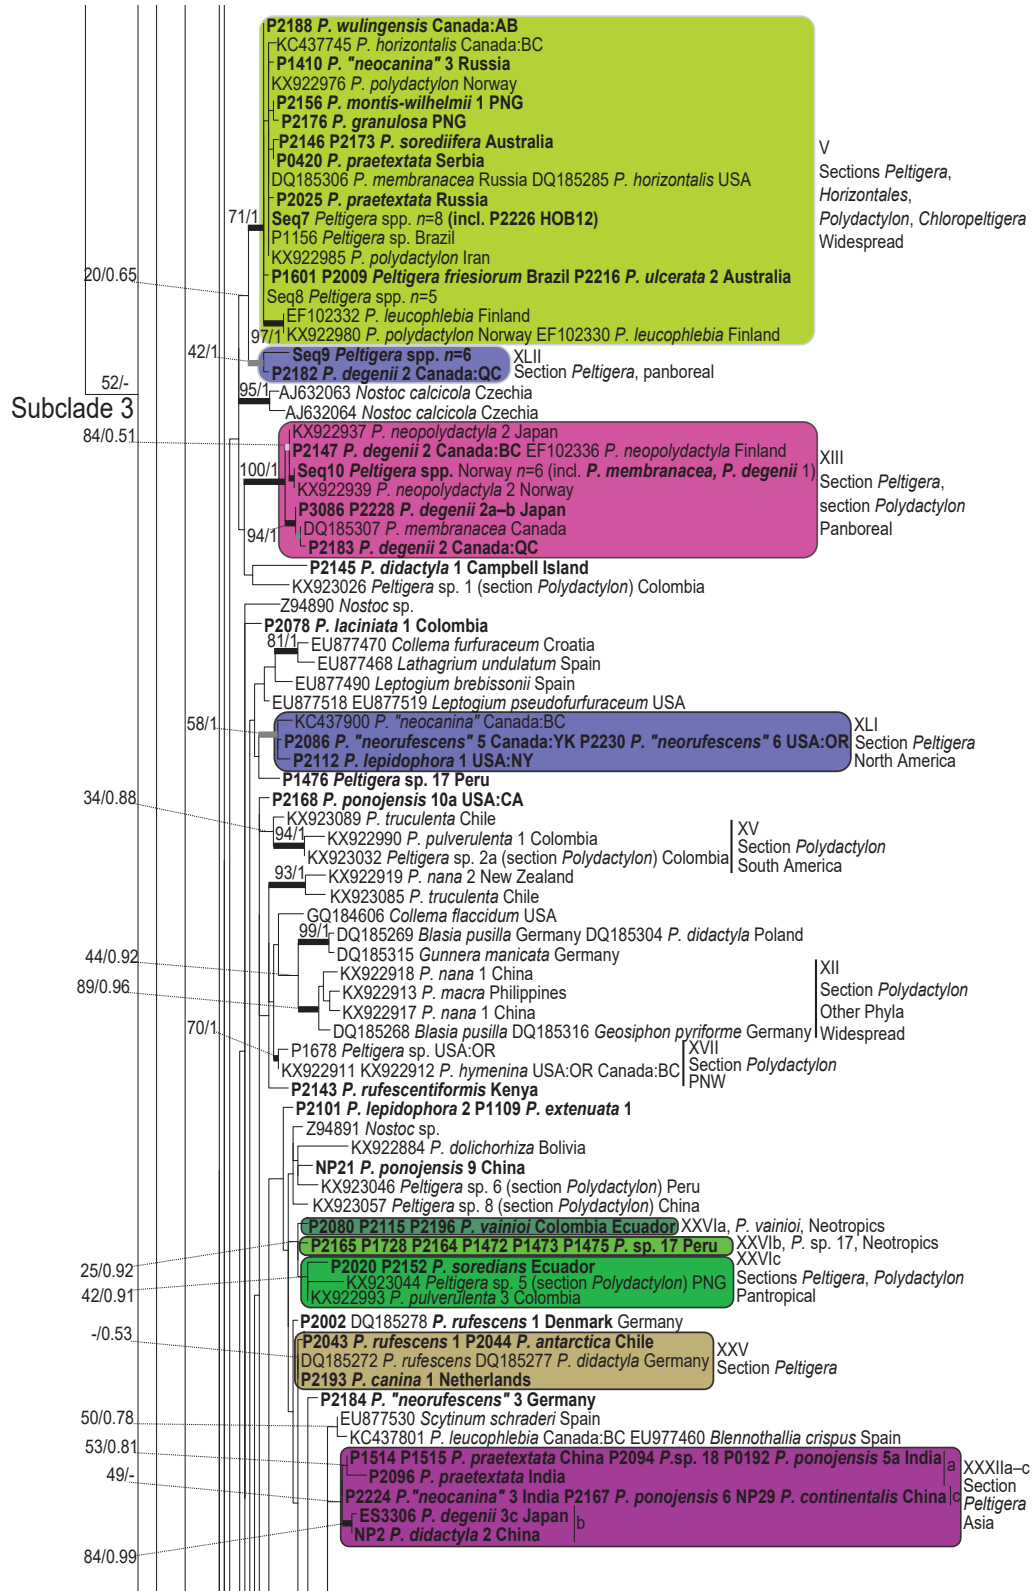 P2188 P. wulingensis Canada:AB
KC437745 P. horizontalis Canada:BC
P1410 P. "neocanina" 3 Russia
KX922976 P. polydactylon Norway
P2156 P. montis-wilhelmii 1 PNG
P2176 P. granulosa PNG
P2146 P2173 P. sorediifera Australia
P0420 P. praetextata Serbia
DQ185306 P. membranacea Russia DQ185285 P. horizontalis USA
P2025 P. praetextata Russia
Seq7 Peltigera spp. n=8 (incl. P2226 HOB12)
P1156 Peltigera sp. Brazil
KX922985 P. polydactylon Iran
P1601 P2009 Peltigera friesiorum Brazil P2216 P. ulcerata 2 Australia
Seq8 Peltigera spp. n=5
EF102332 P. leucophlebia Finland
KX922980 P. polydactylon Norway EF102330 P. leucophlebia Finland
V
Sections Peltigera,
Horizontales,
Polydactylon, Chloropeltigera
Widespread
71/1
20/0.65
97/1
42/1
Seq9 Peltigera spp. n=6
P2182 P. degenii 2 Canada:QC
XLII
Section Peltigera, panboreal
52/-
Subclade 3
95/1
AJ632063 Nostoc calcicola Czechia
AJ632064 Nostoc calcicola Czechia
84/0.51
KX922937 P. neopolydactyla 2 Japan
P2147 P. degenii 2 Canada:BC EF102336 P. neopolydactyla Finland
Seq10 Peltigera spp. Norway n=6 (incl. P. membranacea, P. degenii 1)
KX922939 P. neopolydactyla 2 Norway
P3086 P2228 P. degenii 2a–b Japan
DQ185307 P. membranacea Canada
P2183 P. degenii 2 Canada:QC
100/1
94/1
XIII
Section Peltigera,
section Polydactylon
Panboreal
P2145 P. didactyla 1 Campbell Island
KX923026 Peltigera sp. 1 (section Polydactylon) Colombia
Z94890 Nostoc sp.
P2078 P. laciniata 1 Colombia
81/1
EU877470 Collema furfuraceum Croatia
EU877468 Lathagrium undulatum Spain
EU877490 Leptogium brebissonii Spain
EU877518 EU877519 Leptogium pseudofurfuraceum USA
58/1
KC437900 P. "neocanina" Canada:BC
P2086 P. "neorufescens" 5 Canada:YK P2230 P. "neorufescens" 6 USA:OR
P2112 P. lepidophora 1 USA:NY
XLI
Section Peltigera
North America
P1476 Peltigera sp. 17 Peru
34/0.88
P2168 P. ponojensis 10a USA:CA
KX923089 P. truculenta Chile
94/1
KX922990 P. pulverulenta 1 Colombia
KX923032 Peltigera sp. 2a (section Polydactylon) Colombia
XV
Section Polydactylon
South America
93/1
KX922919 P. nana 2 New Zealand
KX923085 P. truculenta Chile
GQ184606 Collema flaccidum USA
99/1
DQ185269 Blasia pusilla Germany DQ185304 P. didactyla Poland
DQ185315 Gunnera manicata Germany
44/0.92
89/0.96
KX922918 P. nana 1 China
KX922913 P. macra Philippines
KX922917 P. nana 1 China
DQ185268 Blasia pusilla DQ185316 Geosiphon pyriforme Germany
XII
Section Polydactylon
Other Phyla
Widespread
70/1
P1678 Peltigera sp. USA:OR
KX922911 KX922912 P. hymenina USA:OR Canada:BC
XVII
Section Polydactylon
PNW
P2143 P. rufescentiformis Kenya
P2101 P. lepidophora 2 P1109 P. extenuata 1
Z94891 Nostoc sp.
KX922884 P. dolichorhiza Bolivia
NP21 P. ponojensis 9 China
KX923046 Peltigera sp. 6 (section Polydactylon) Peru
KX923057 Peltigera sp. 8 (section Polydactylon) China
P2080 P2115 P2196 P. vainioi Colombia Ecuador XXVIa, P. vainioi, Neotropics
P2165 P1728 P2164 P1472 P1473 P1475 P. sp. 17 Peru XXVIb, P. sp. 17, Neotropics
25/0.92
42/0.91
P2020 P2152 P. soredians Ecuador
KX923044 Peltigera sp. 5 (section Polydactylon) PNG
KX922993 P. pulverulenta 3 Colombia
XXVIc
Sections Peltigera, Polydactylon
Pantropical
P2002 DQ185278 P. rufescens 1 Denmark Germany
-/0.53
P2043 P. rufescens 1 P2044 P. antarctica Chile
DQ185272 P. rufescens DQ185277 P. didactyla Germany
P2193 P. canina 1 Netherlands
XXV
Section Peltigera
P2184 P. "neorufescens" 3 Germany
50/0.78
EU877530 Scytinum schraderi Spain
KC437801 P. leucophlebia Canada:BC EU977460 Blennothallia crispus Spain
53/0.81
49/-
P1514 P1515 P. praetextata China P2094 P.sp. 18 P0192 P. ponojensis 5a India
P2096 P. praetextata India
a
P2224 P."neocanina" 3 India P2167 P. ponojensis 6 NP29 P. continentalis China c
ES3306 P. degenii 3c Japan
NP2 P. didactyla 2 China
b
XXXIIa–c
Section
Peltigera
Asia
84/0.99